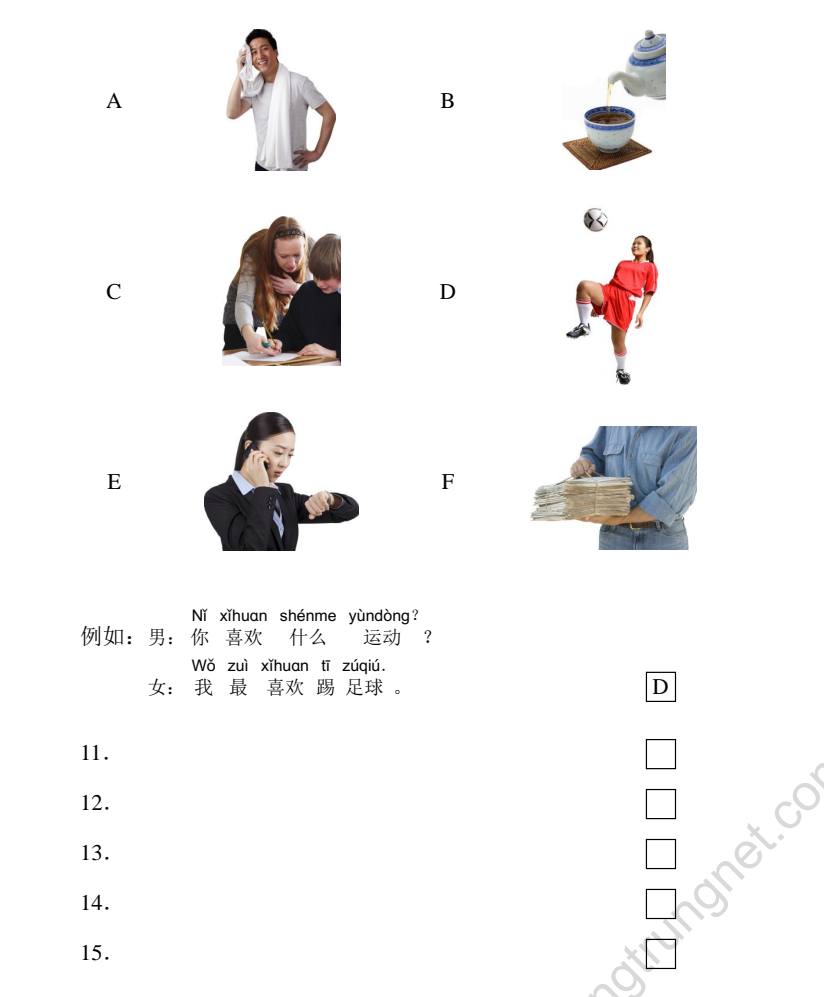 A
B
C
D
E
F
Nǐ xǐhuan shénme yùndòng?
例如：男：你 喜欢 什么 运动 ？
Wǒ zuì xǐhuan tī zúqiú.
女：我 最 喜欢 踢 足球 。
D
11．
12．
13．
14．
15．